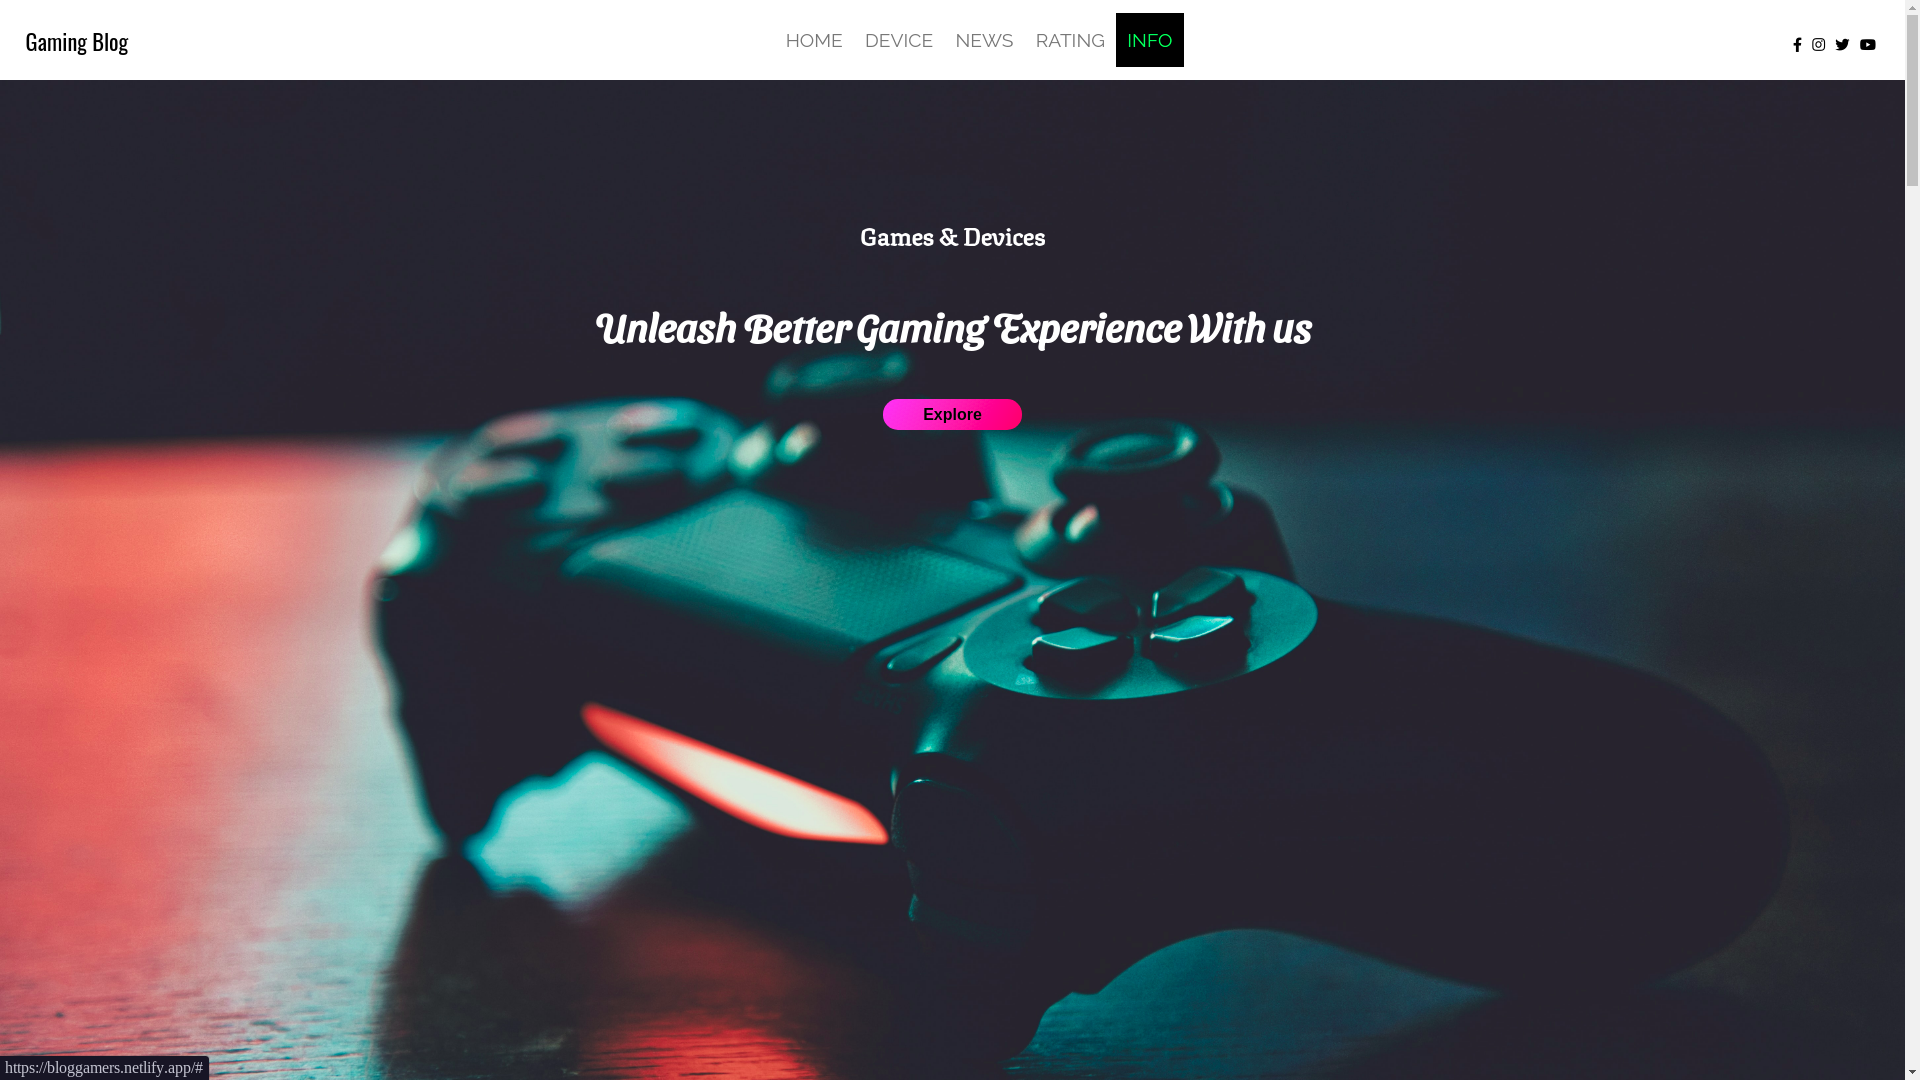 Gaming Blog
HOME DEVICE NEWS RATING INFO
Games & Devices
Unleash Better Gaming Experience With us
Explore
https://bloggamers.netlify.app/#